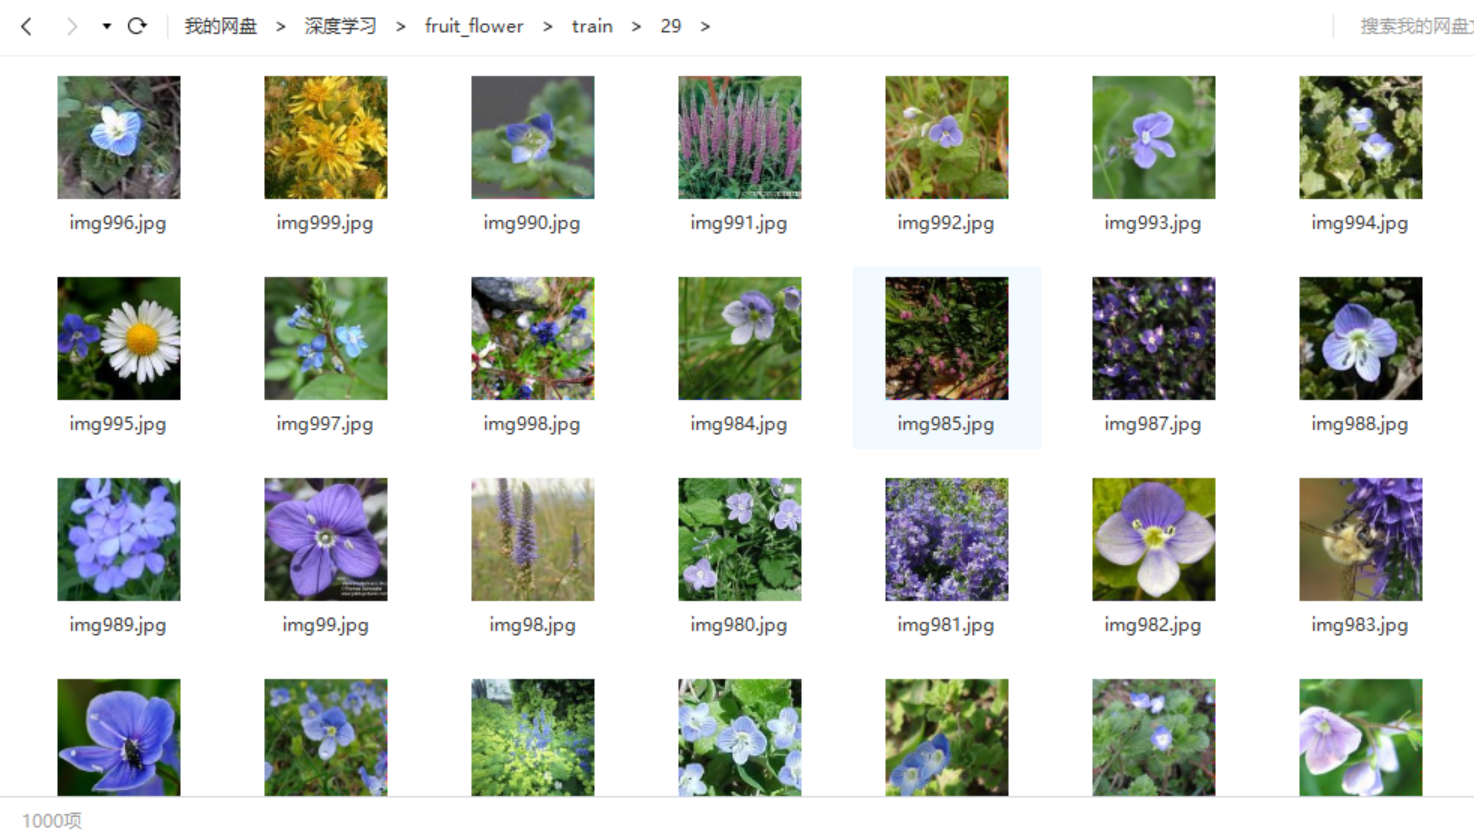 我的网盘 > 深度学习 > fruit_flower > train > 29 >
搜索我的网盘
img996.jpg img999.jpg img990.jpg img991.jpg img992.jpg img993.jpg img994.jpg
img995.jpg img997.jpg img998.jpg img984.jpg img985.jpg img987.jpg img988.jpg
img989.jpg img99.jpg img98.jpg img980.jpg img981.jpg img982.jpg img983.jpg
1000项